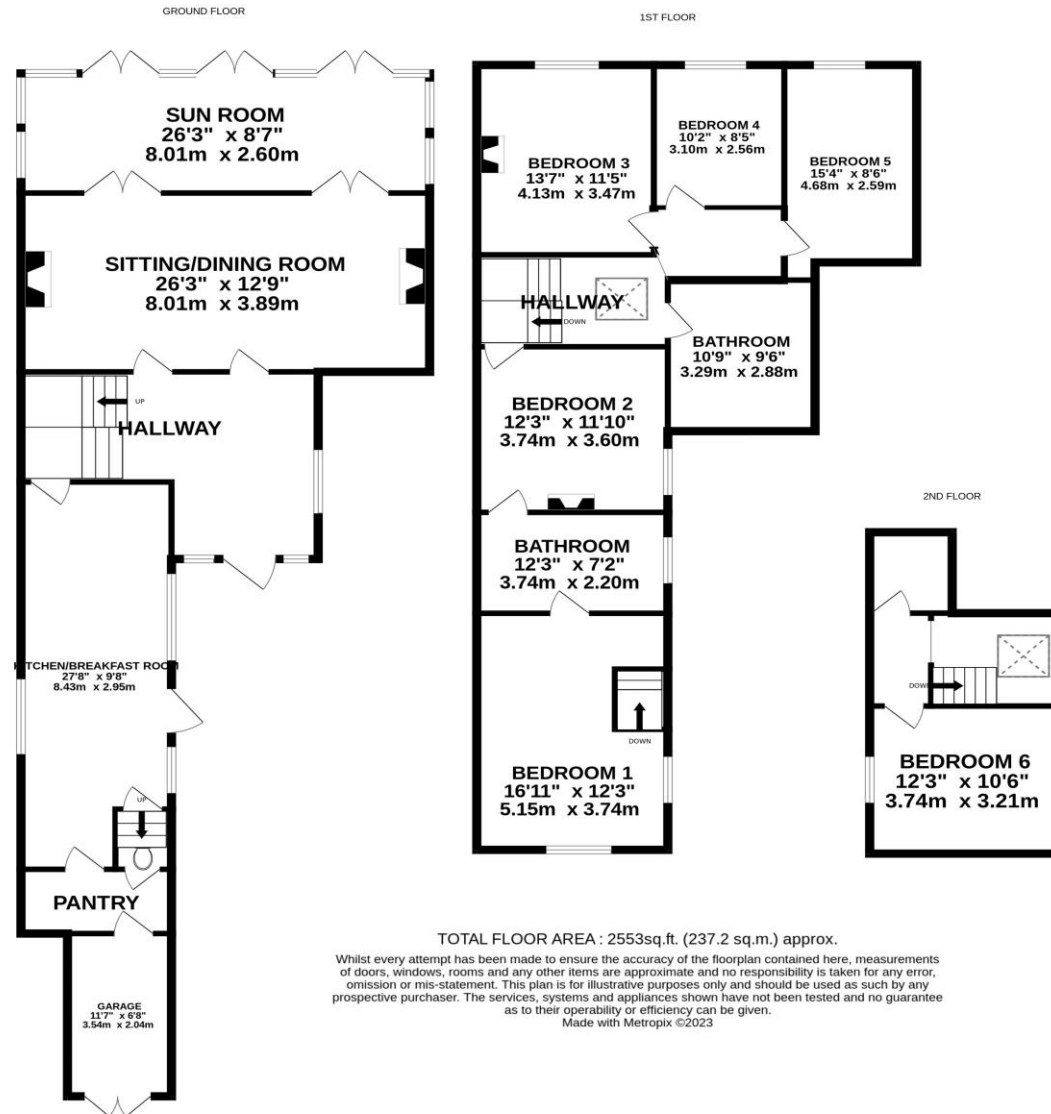 GROUND FLOOR
SUN ROOM
26'3" x 8'7"
8.01m x 2.60m
SITTING/DINING ROOM
26'3" x 12'9"
8.01m x 3.89m
UP
HALLWAY
KITCHEN/BREAKFAST ROOM
27'8" x 9'8"
8.43m x 2.95m
UP
PANTRY
GARAGE
11'7" x 6'8"
3.54m x 2.04m
1ST FLOOR
BEDROOM 3
13'7" x 11'5"
4.13m x 3.47m
BEDROOM 4
10'2" x 8'5"
3.10m x 2.56m
BEDROOM 5
15'4" x 8'6"
4.68m x 2.59m
HALLWAY
DOWN
BATHROOM
10'9" x 9'6"
3.29m x 2.88m
BEDROOM 2
12'3" x 11'10"
3.74m x 3.60m
BATHROOM
12'3" x 7'2"
3.74m x 2.20m
DOWN
BEDROOM 1
16'11" x 12'3"
5.15m x 3.74m
2ND FLOOR
DOWN
BEDROOM 6
12'3" x 10'6"
3.74m x 3.21m
TOTAL FLOOR AREA : 2553sq.ft. (237.2 sq.m.) approx.
Whilst every attempt has been made to ensure the accuracy of the floorplan contained here, measurements
of doors, windows, rooms and any other items are approximate and no responsibility is taken for any error,
omission or mis-statement. This plan is for illustrative purposes only and should be used as such by any
prospective purchaser. The services, systems and appliances shown have not been tested and no guarantee
as to their operability or efficiency can be given.
Made with Metropix ©2023